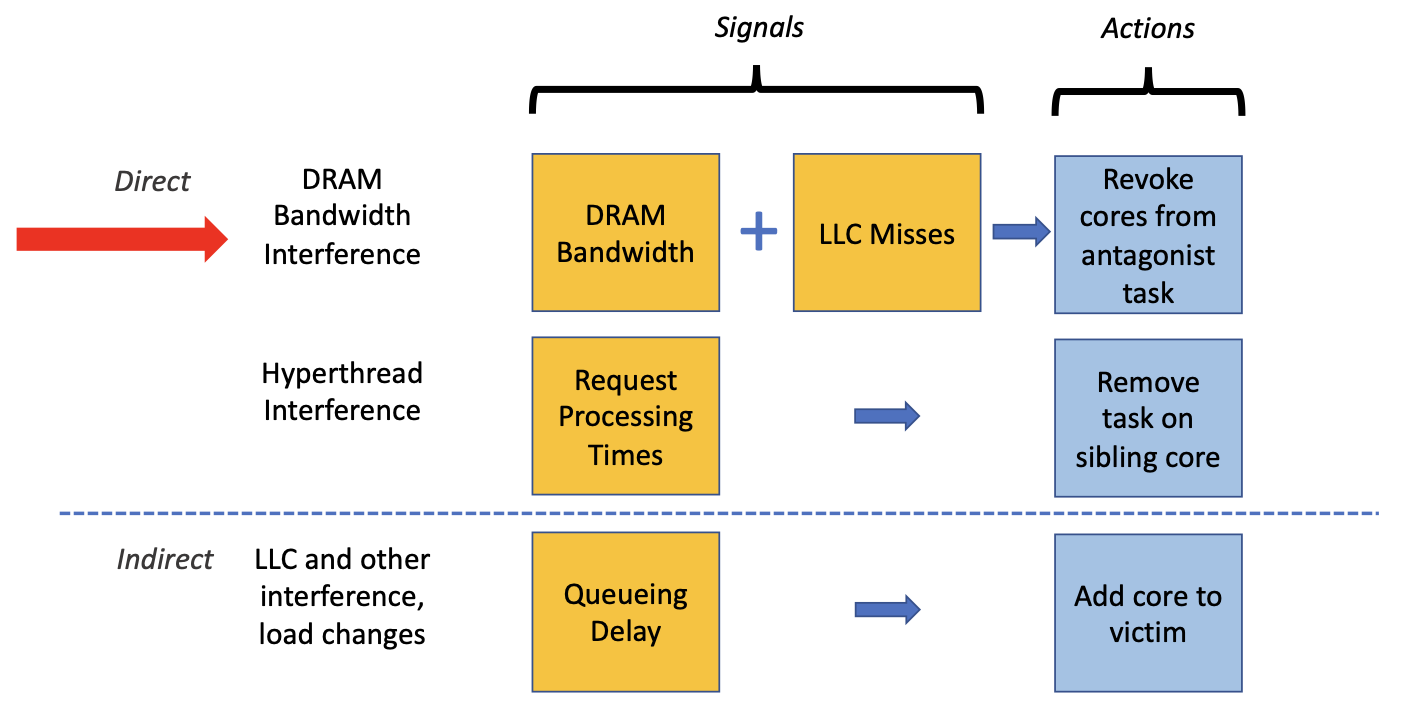 Signals
Actions
Direct
DRAM
Bandwidth
Interference
DRAM
Bandwidth
+
LLC Misses
Revoke
cores from
antagonist
task
Hyperthread
Interference
Request
Processing
Times
Remove
task on
sibling core
Indirect
LLC and other
interference,
load changes
Queueing
Delay
Add core to
victim